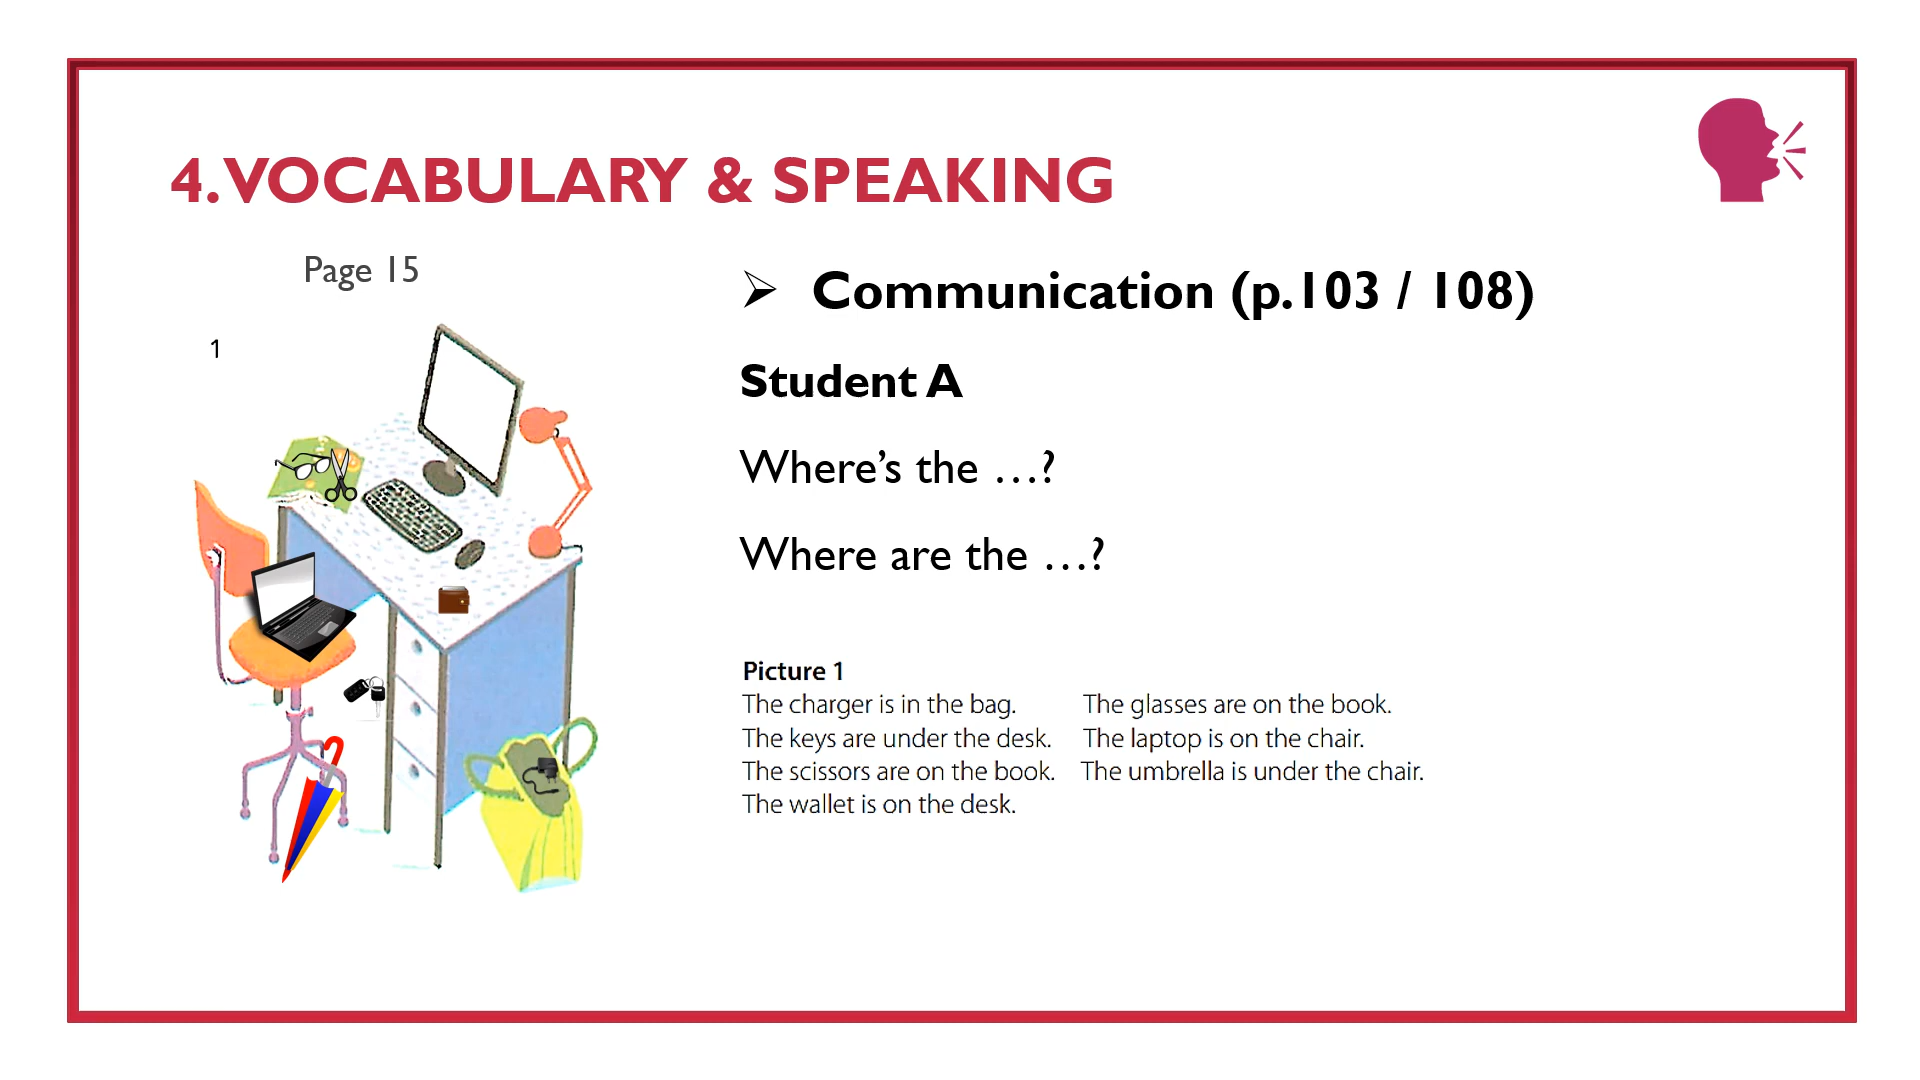 4. VOCABULARY & SPEAKING
Page 15
1
➢ Communication (p.103 / 108)
Student A
Where’s the …?
Where are the …?
Picture 1
The charger is in the bag. The glasses are on the book.
The keys are under the desk. The laptop is on the chair.
The scissors are on the book. The umbrella is under the chair.
The wallet is on the desk.